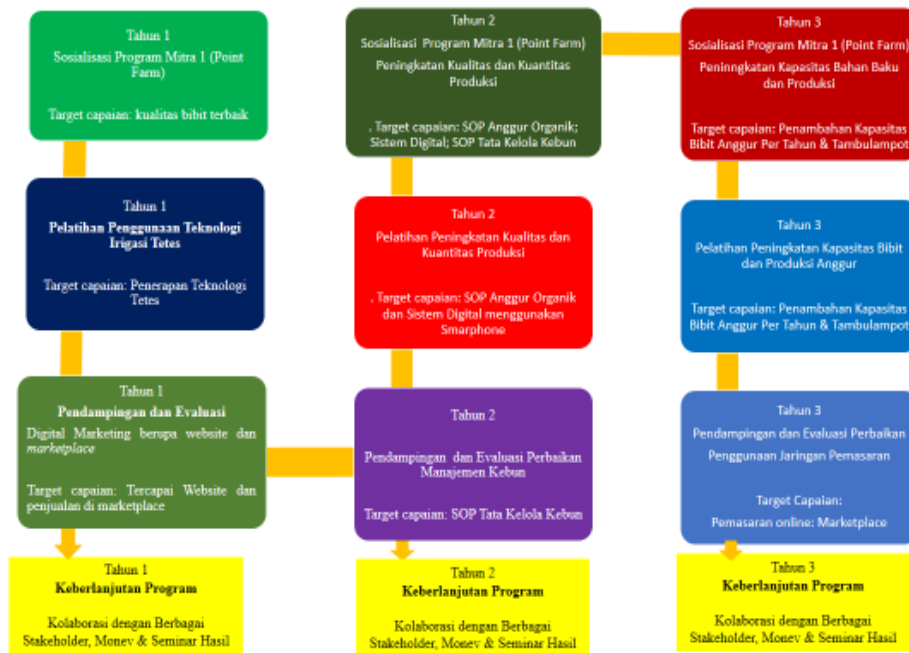 Tahun 1
Sosialisasi Program Mitra 1 (Point
Farm)
Target capaian: kualitas bibit terbaik
Tahun 1
Pelatihan Penggunaan Teknologi
Irigasi Tetes
Target capaian: Penerapan Teknologi
Tetes
Tahun 1
Pendampingan dan Evaluasi
Digital Marketing berupa website dan
marketplace
Target capaian: Tercapai Website dan
penjualan di marketplace
Tahun 1
Keberlanjutan Program
Kolaborasi dengan Berbagai
Stakeholder, Monev & Seminar Hasil
Tahun 2
Sosialisasi Program Mitra 1 (Point Farm)
Peningkatan Kualitas dan Kuantitas
Produksi
. Target capaian: SOP Anggur Organik;
Sistem Digital; SOP Tata Kelola Kebun
Tahun 2
Pelatihan Peningkatan Kualitas dan
Kuantitas Produksi
. Target capaian: SOP Anggur Organik
dan Sistem Digital menggunakan
Smarphone
Tahun 2
Pendampingan dan Evaluasi Perbaikan
Manajemen Kebun
Target capaian: SOP Tata Kelola Kebun
Tahun 2
Keberlanjutan Program
Kolaborasi dengan Berbagai
Stakeholder, Monev & Seminar Hasil
Tahun 3
Sosialisasi Program Mitra 1 (Point Farm)
Peninngkatan Kapasitas Bahan Baku
dan Produksi
Target capaian: Penambahan Kapasitas
Bibit Anggur Per Tahun & Tambulampot
Tahun 3
Pelatihan Peningkatan Kapasitas Bibit
dan Produksi Anggur
Target capaian: Penambahan Kapasitas
Bibit Anggur Per Tahun & Tambulampot
Tahun 3
Pendampingan dan Evaluasi Perbaikan
Penggunaan Jaringan Pemasaran
Target Capaian:
Pemasaran online: Marketplace
Tahun 3
Keberlanjutan Program
Kolaborasi dengan Berbagai
Stakeholder, Monev & Seminar Hasil